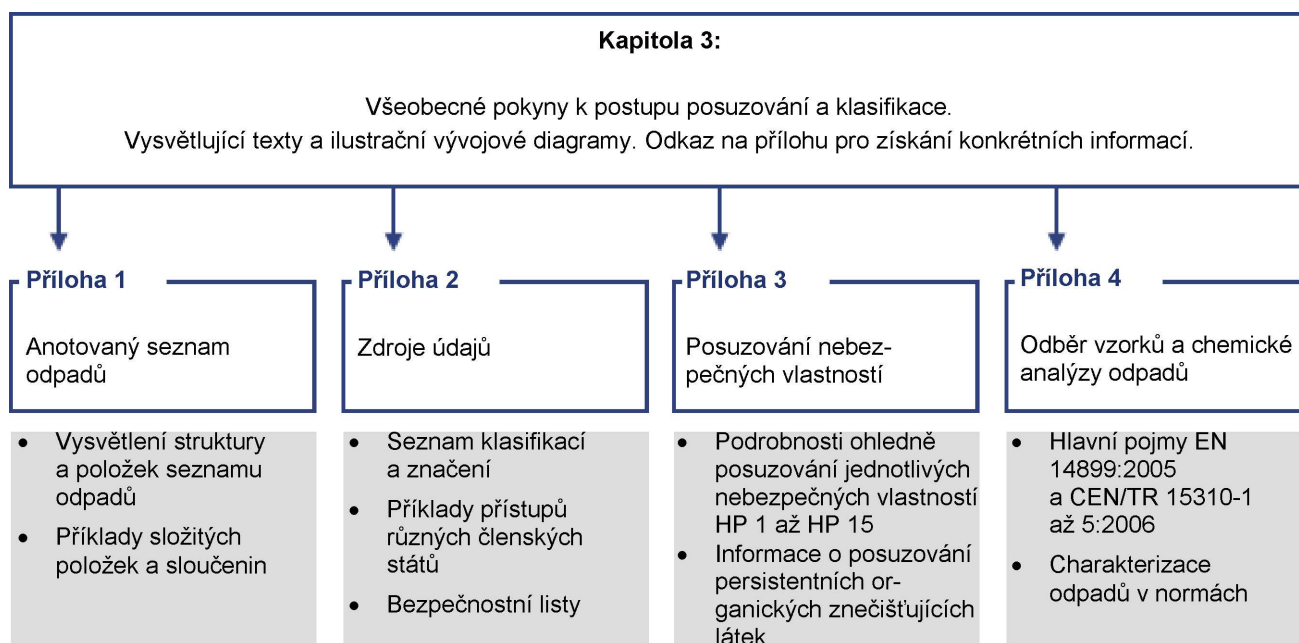 Kapitola 3:
Všeobecné pokyny k postupu posuzování a klasifikace.
Vysvětlující texty a ilustrační vývojové diagramy. Odkaz na přílohu pro získání konkrétních informací.
Příloha 1
Anotovaný seznam
odpadů
• Vysvětlení struktury
a položek seznamu
odpadů
• Příklady složitých
položek a sloučenin
Příloha 2
Zdroje údajů
• Seznam klasifikací
a značení
• Příklady přístupů
různých členských
států
• Bezpečnostní listy
Příloha 3
Posuzování nebez-
pečných vlastností
• Podrobnosti ohledně
posuzování jednotlivých
nebezpečných vlastností
HP 1 až HP 15
• Informace o posuzování
persistentních or-
ganických znečišťujících
látek
Příloha 4
Odběr vzorků a chemické
analýzy odpadů
• Hlavní pojmy EN
14899:2005
a CEN/TR 15310-1
až 5:2006
• Charakterizace
odpadů v normách